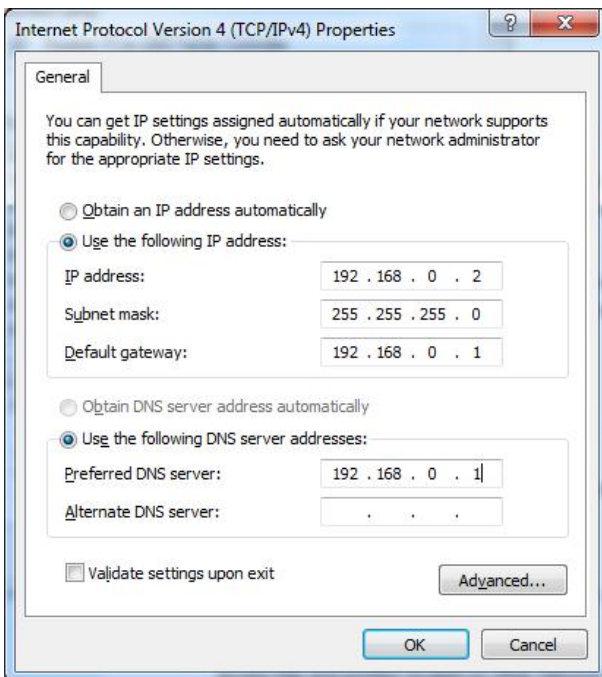 Internet Protocol Version 4 (TCP/IPv4) Properties
General
You can get IP settings assigned automatically if your network supports
this capability. Otherwise, you need to ask your network administrator
for the appropriate IP settings.
Obtain an IP address automatically
Use the following IP address:
IP address: 192 . 168 . 0 . 2
Subnet mask: 255 . 255 . 255 . 0
Default gateway: 192 . 168 . 0 . 1
Obtain DNS server address automatically
Use the following DNS server addresses:
Preferred DNS server: 192 . 168 . 0 . 1
Alternate DNS server: . . .
Validate settings upon exit
Advanced...
OK Cancel